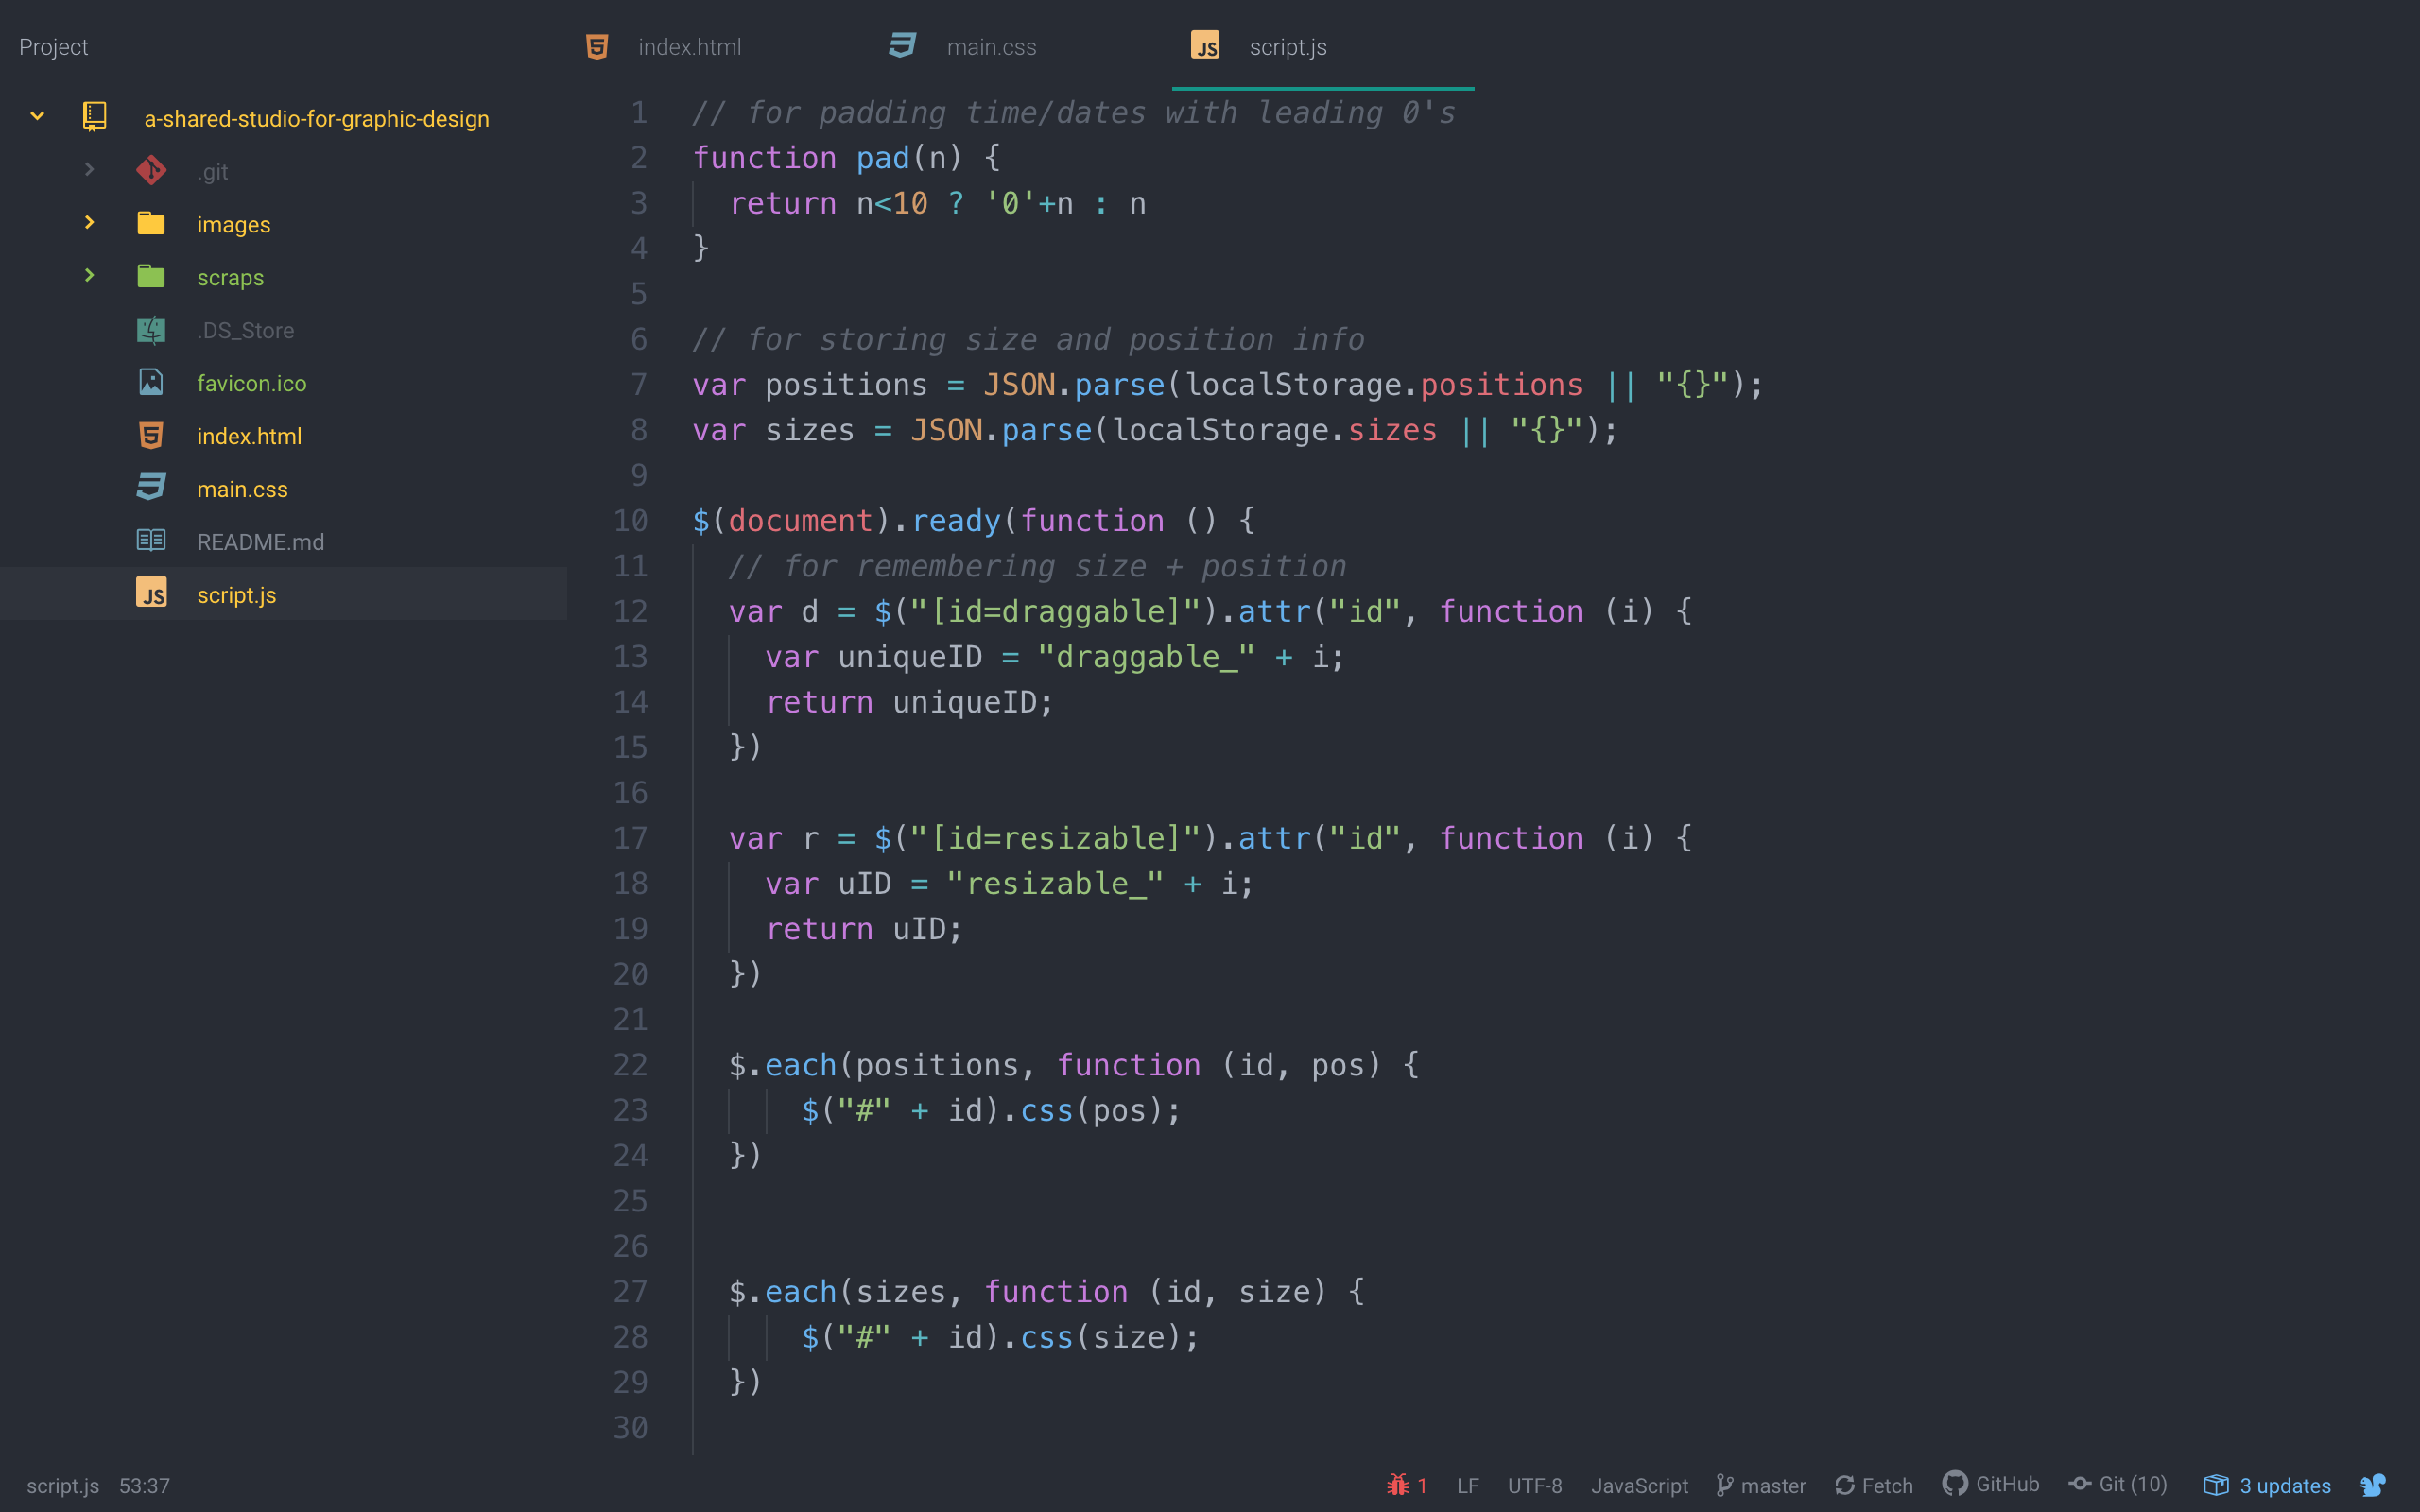 Project
a-shared-studio-for-graphic-design
.git
images
scraps
.DS_Store
favicon.ico
index.html
main.css
README.md
JS script.js
index.html
main.css
JS script.js
1 // for padding time/dates with leading 0's
2 function pad(n) {
3   return n<10 ? '0'+n : n
4 }
5
6 // for storing size and position info
7 var positions = JSON.parse(localStorage.positions || "{}");
8 var sizes = JSON.parse(localStorage.sizes || "{}");
9
10 $(document).ready(function () {
11   // for remembering size + position
12   var d = $("[id=draggable]").attr("id", function (i) {
13     var uniqueID = "draggable_" + i;
14     return uniqueID;
15   })
16
17   var r = $("[id=resizable]").attr("id", function (i) {
18     var uID = "resizable_" + i;
19     return uID;
20   })
21
22   $.each(positions, function (id, pos) {
23       $("#" + id).css(pos);
24   })
25
26
27   $.each(sizes, function (id, size) {
28       $("#" + id).css(size);
29   })
30
script.js 53:37 1 LF UTF-8 JavaScript master Fetch GitHub Git (10) 3 updates